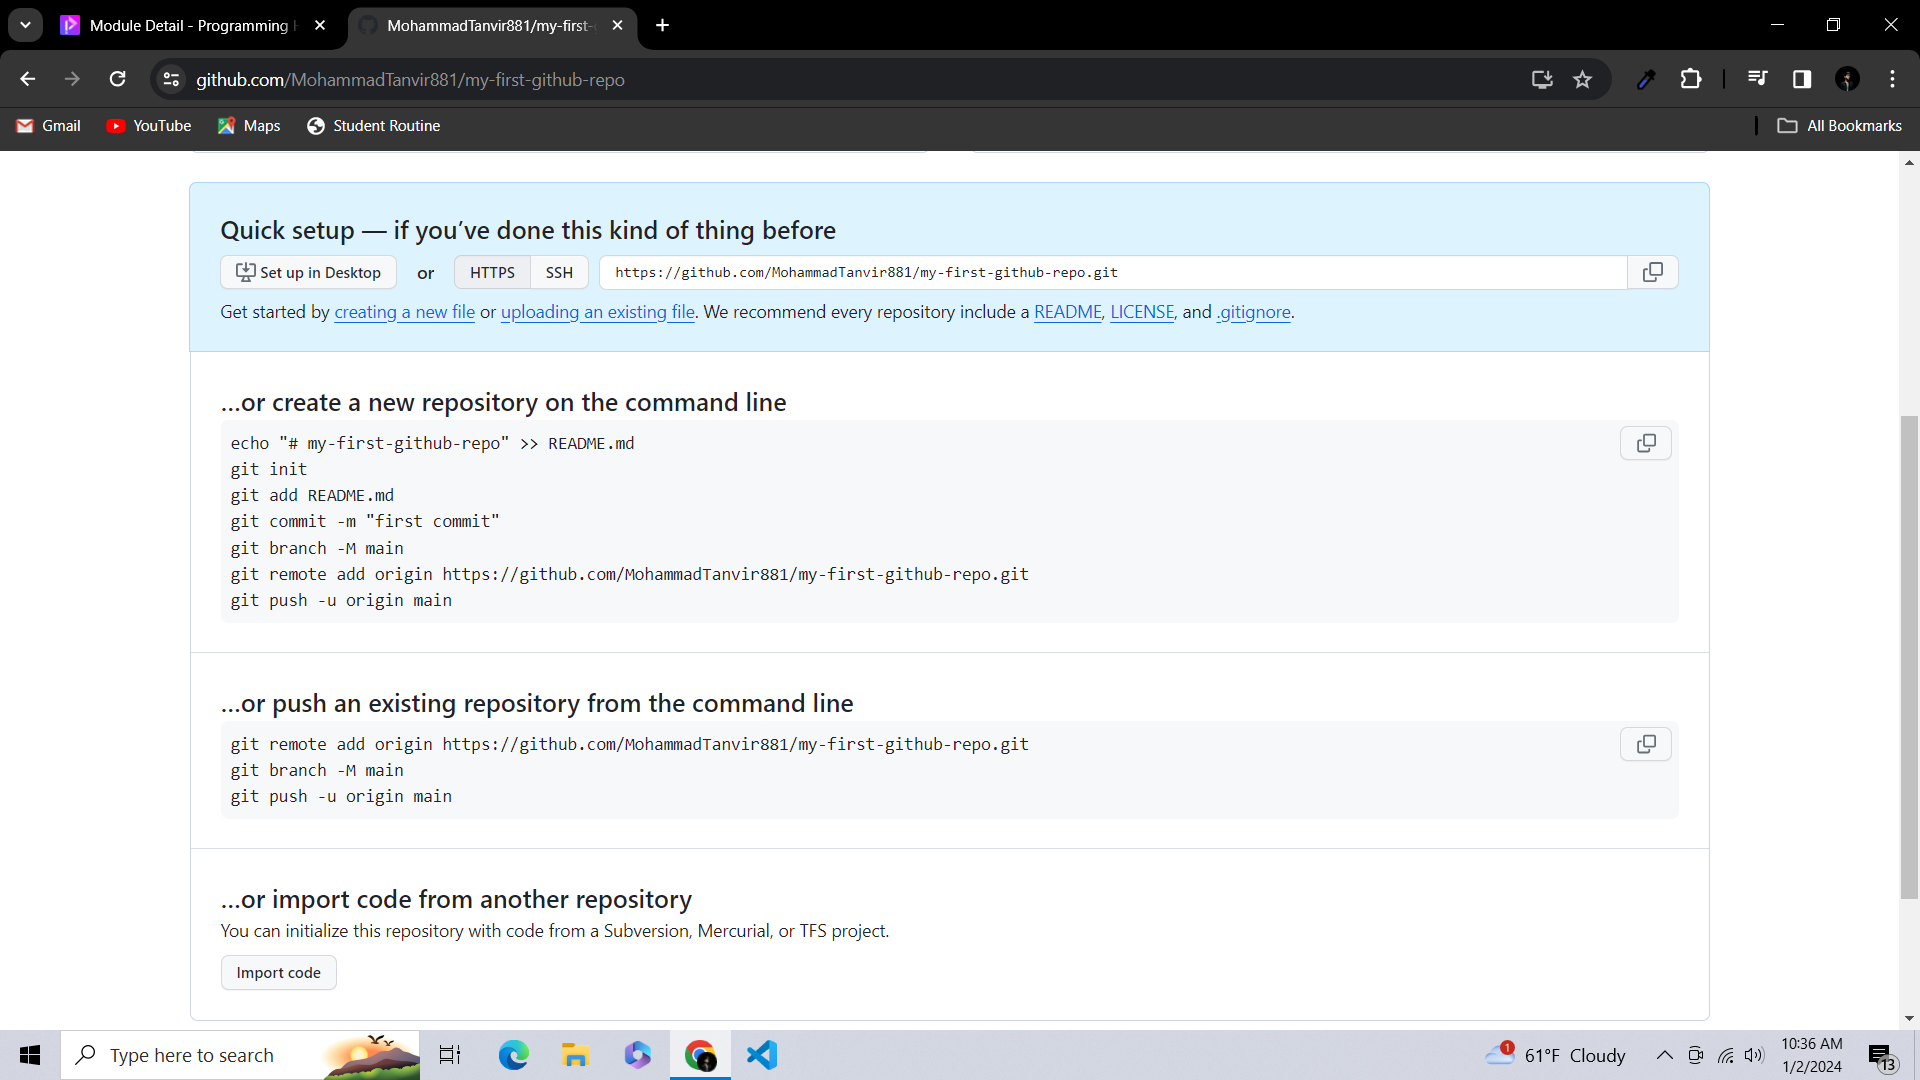 Module Detail - Programming
MohammadTanvir881/my-first-
github.com/MohammadTanvir881/my-first-github-repo
Gmail YouTube Maps Student Routine All Bookmarks
Quick setup — if you’ve done this kind of thing before
Set up in Desktop or HTTPS SSH https://github.com/MohammadTanvir881/my-first-github-repo.git
Get started by creating a new file or uploading an existing file. We recommend every repository include a README, LICENSE, and .gitignore.
…or create a new repository on the command line
echo "# my-first-github-repo" >> README.md
git init
git add README.md
git commit -m "first commit"
git branch -M main
git remote add origin https://github.com/MohammadTanvir881/my-first-github-repo.git
git push -u origin main
…or push an existing repository from the command line
git remote add origin https://github.com/MohammadTanvir881/my-first-github-repo.git
git branch -M main
git push -u origin main
…or import code from another repository
You can initialize this repository with code from a Subversion, Mercurial, or TFS project.
Import code
Type here to search
1
61°F Cloudy
10:36 AM
1/2/2024
13